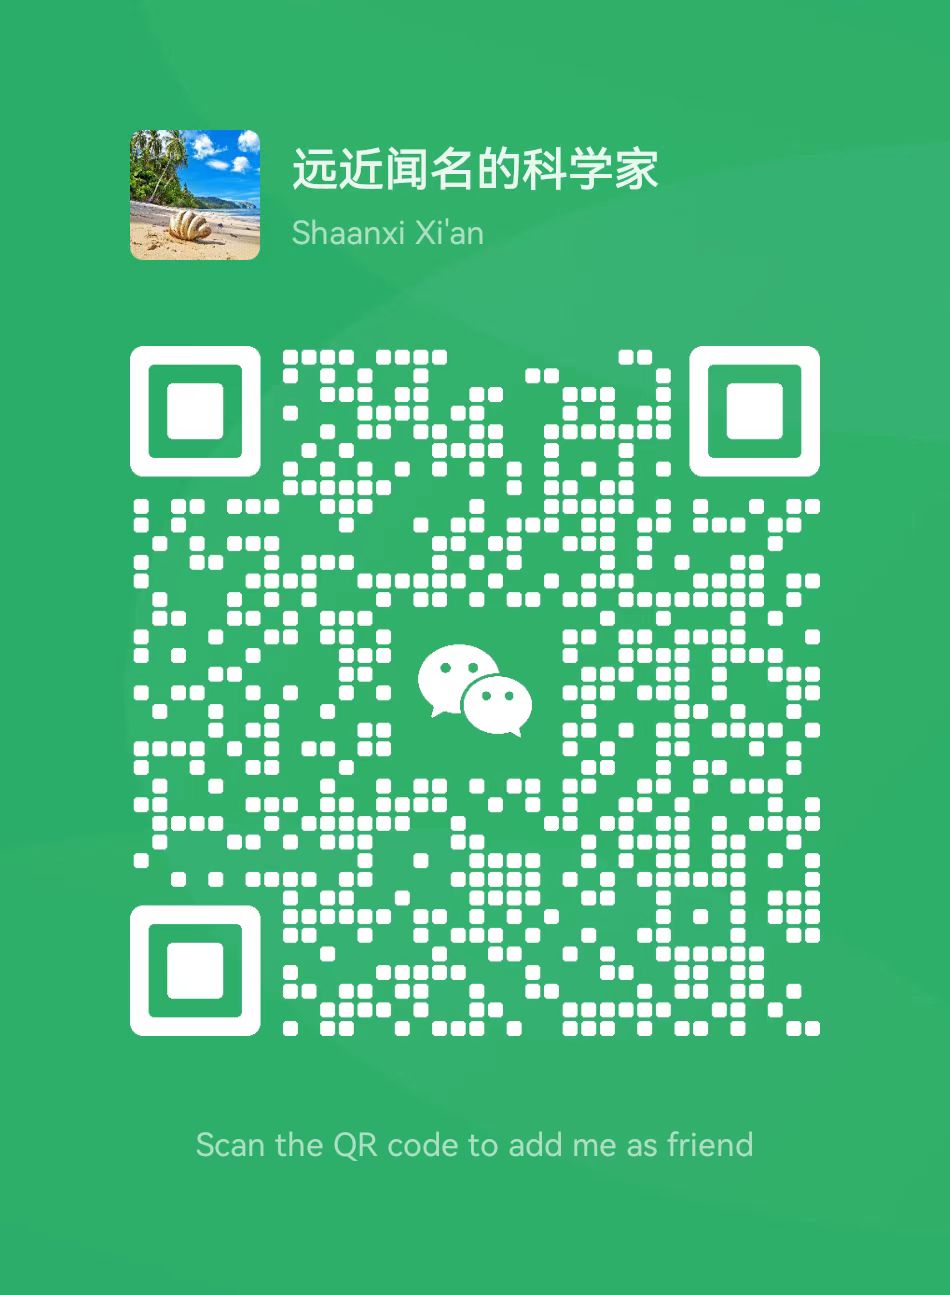 远近闻名的科学家
Shaanxi Xi'an
Scan the QR code to add me as friend